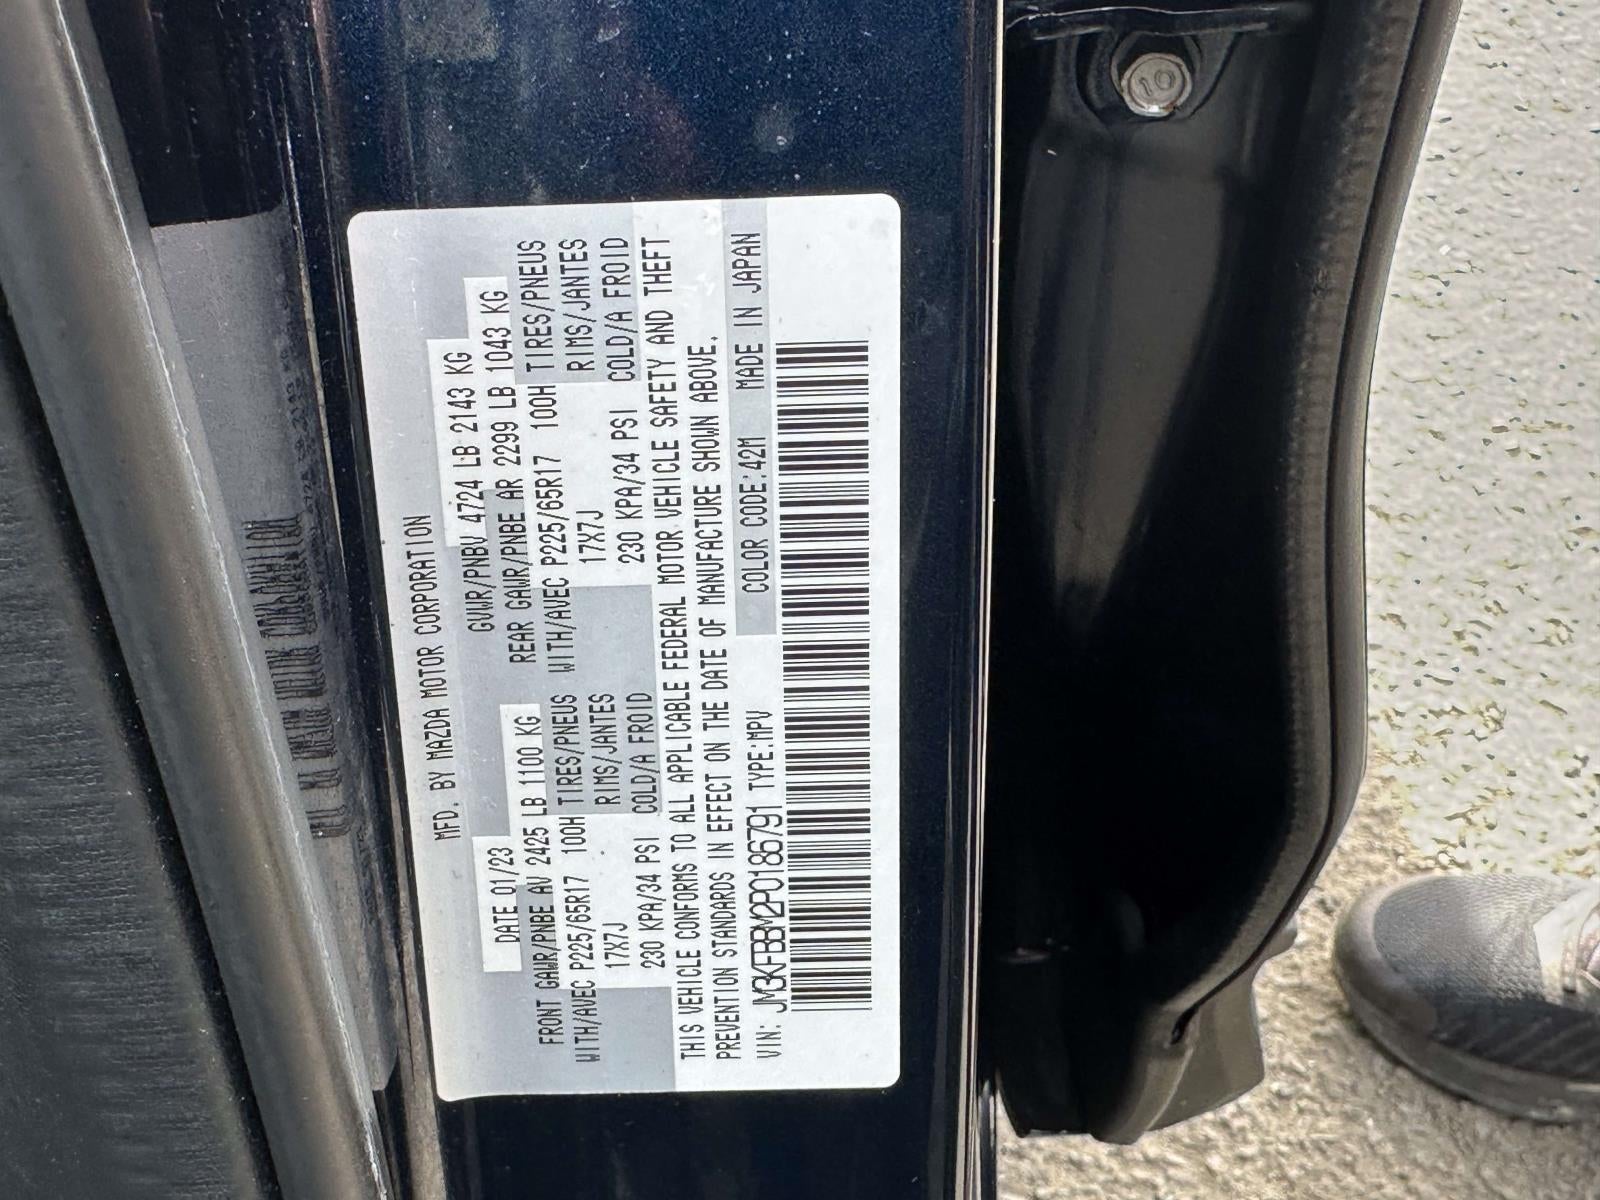 MFD. BY MAZDA MOTOR CORPORATION
DATE 01/23 GVWR/PNBV 4724 LB 2143 KG
FRONT GAWR/PNBE AV 2425 LB 1100 KG REAR GAWR/PNBE AR 2299 LB 1043 KG
WITH/AVEC P225/65R17 100H TIRES/PNEUS WITH/AVEC P225/65R17 100H TIRES/PNEUS
17X7J RIMS/JANTES 17X7J RIMS/JANTES
230 KPA/34 PSI COLD/A FROID 230 KPA/34 PSI COLD/A FROID
THIS VEHICLE CONFORMS TO ALL APPLICABLE FEDERAL MOTOR VEHICLE SAFETY AND THEFT
PREVENTION STANDARDS IN EFFECT ON THE DATE OF MANUFACTURE SHOWN ABOVE.
VIN: JM3KFBBM2P0186791 TYPE:MPV COLOR CODE:42M MADE IN JAPAN
10